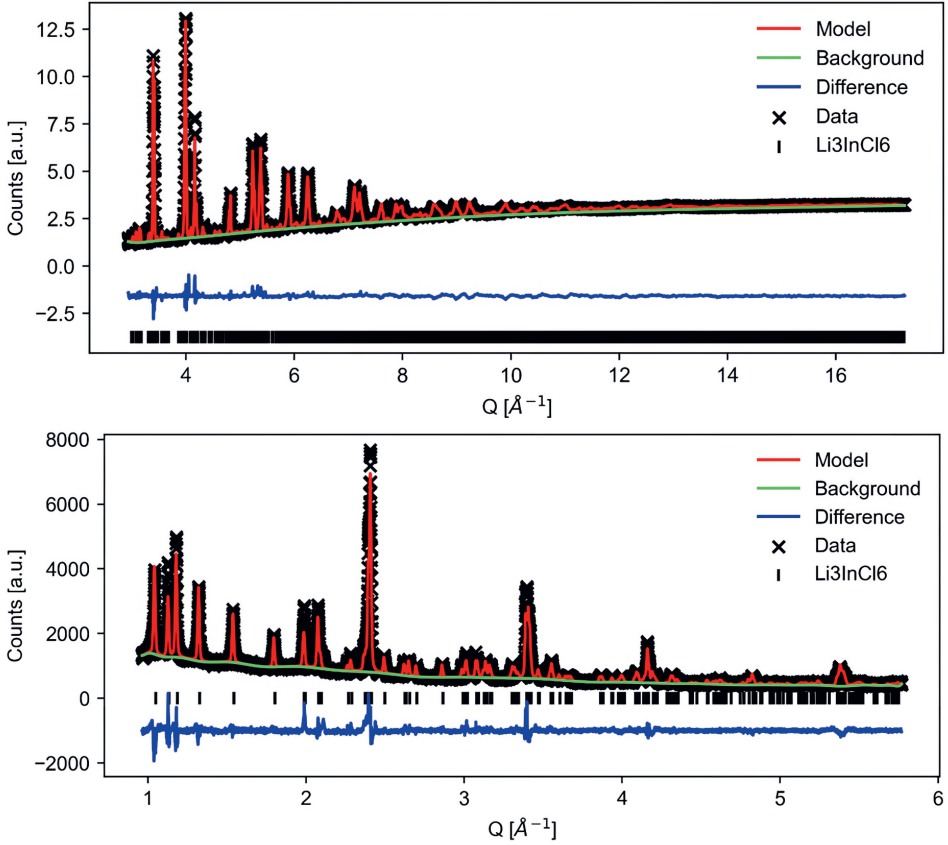 12.5
10.0
7.5
5.0
2.5
0.0
−2.5
Counts [a.u.]
Model
Background
Difference
Data
Li3InCl6
4 6 8 10 12 14 16
Q [Å⁻¹]
8000
6000
4000
2000
0
−2000
Counts [a.u.]
Model
Background
Difference
Data
Li3InCl6
1 2 3 4 5 6
Q [Å⁻¹]